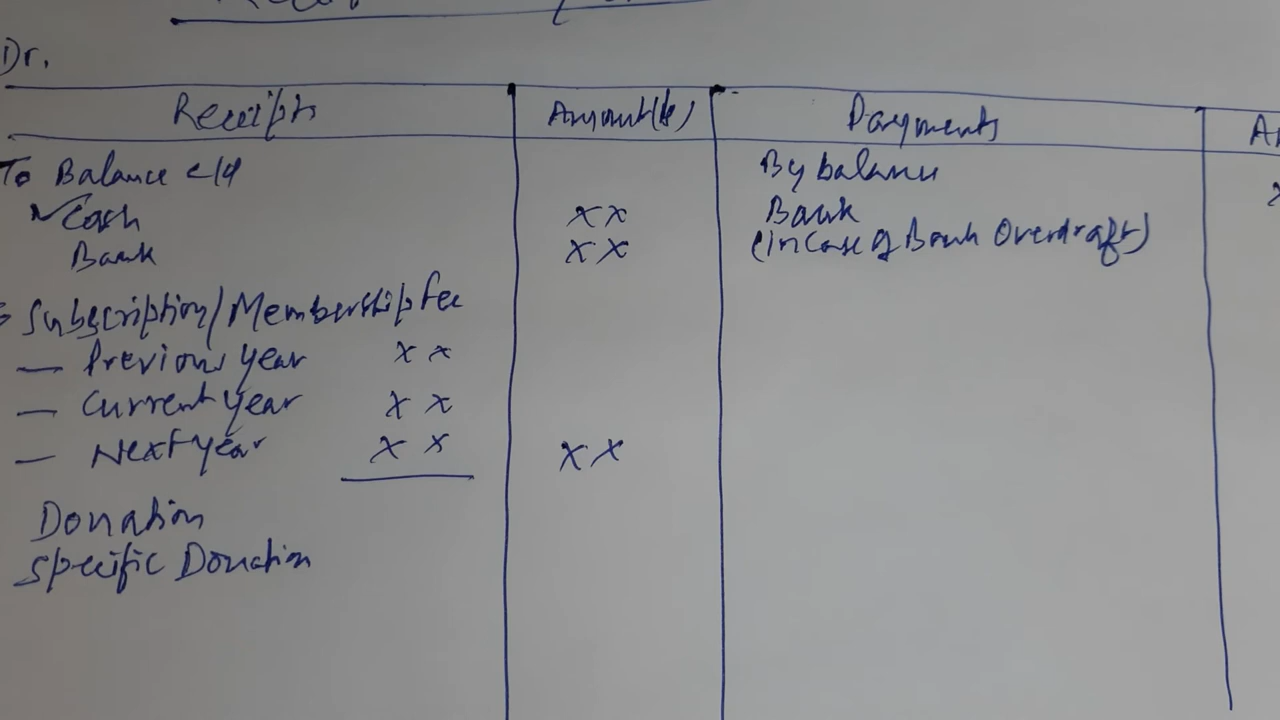 Dr.
Receipts Amount(₨) Payments
To Balance c/d By balance
Cash xx Bank
Bank xx (In Case of Bank Overdraft)
Subscription/Membership Fee
— Previous year xx
— Current year xx
— Next year xx xx
Donation
Specific Donation